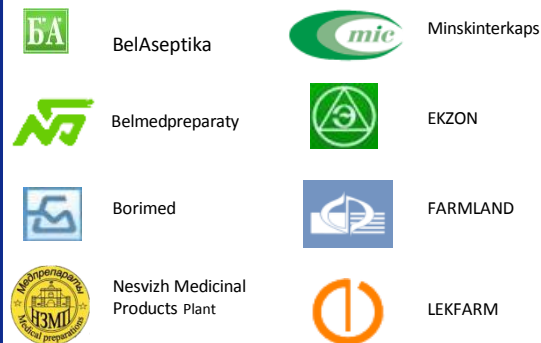 БА
BelAseptika
mic
Minskinterkaps
Belmedpreparaty
Э
EKZON
Borimed
FARMLAND
Медпрепараты
НЗМП
Medical preparations
Nesvizh Medicinal
Products Plant
LEKFARM